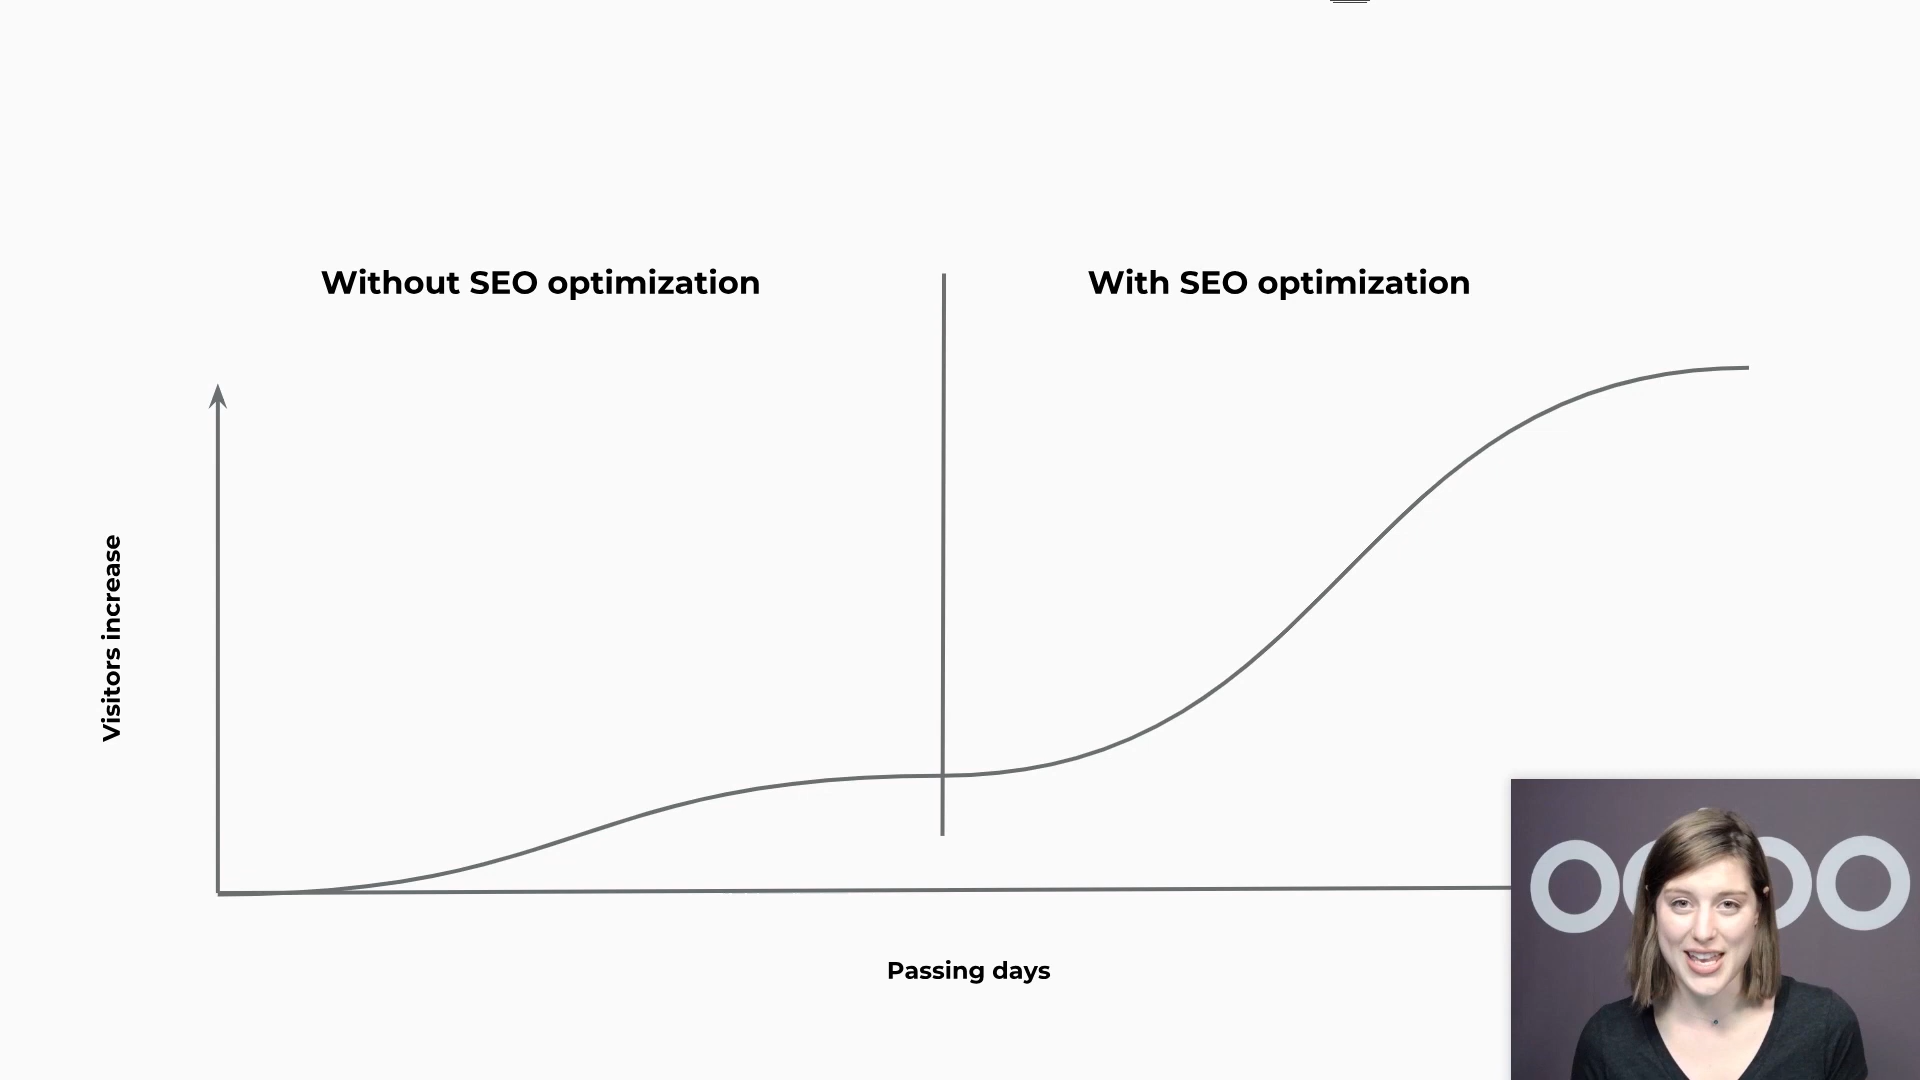 Without SEO optimization
With SEO optimization
Visitors increase
Passing days